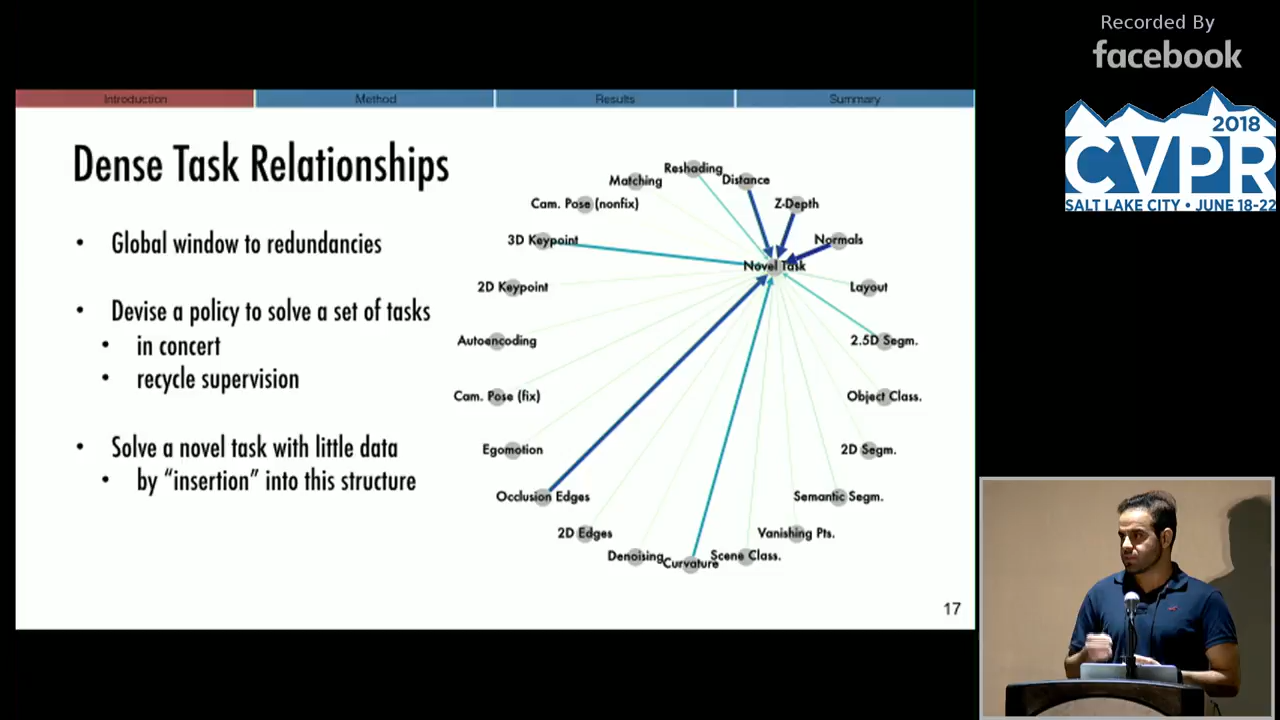 Recorded By
facebook
2018
CVPR
SALT LAKE CITY • JUNE 18-22
Introduction
Method
Results
Summary
Dense Task Relationships
• Global window to redundancies
• Devise a policy to solve a set of tasks
• in concert
• recycle supervision
• Solve a novel task with little data
• by “insertion” into this structure
Reshading
Matching
Distance
Cam. Pose (nonfix)
Z-Depth
3D Keypoint
Normals
Novel Task
2D Keypoint
Layout
Autoencoding
2.5D Segm.
Cam. Pose (fix)
Object Class.
Egomotion
2D Segm.
Occlusion Edges
Semantic Segm.
2D Edges
Vanishing Pts.
Denoising
Curvature
Scene Class.
17